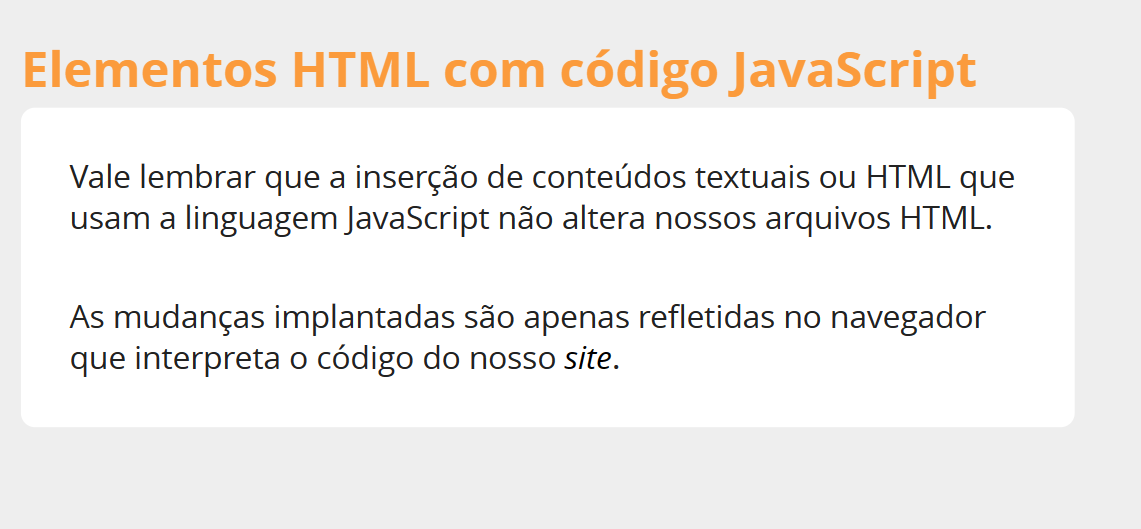 Elementos HTML com código JavaScript
Vale lembrar que a inserção de conteúdos textuais ou HTML que
usam a linguagem JavaScript não altera nossos arquivos HTML.
As mudanças implantadas são apenas refletidas no navegador
que interpreta o código do nosso site.